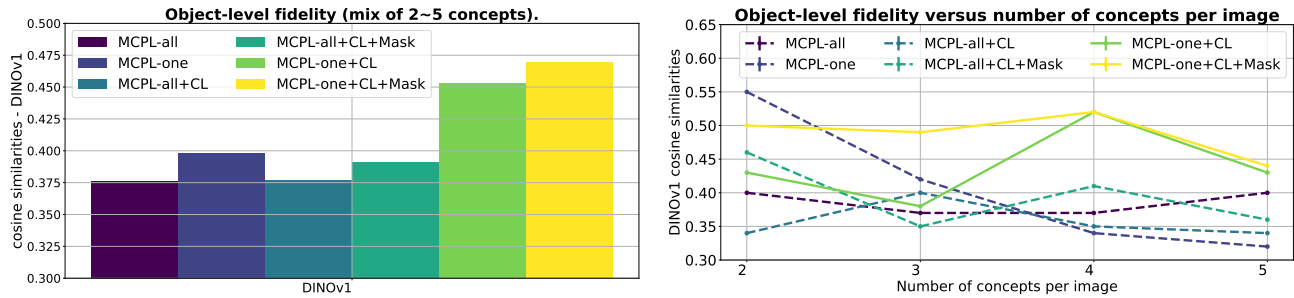 Object-level fidelity (mix of 2~5 concepts).
cosine similarities - DINOv1
0.500
0.475
0.450
0.425
0.400
0.375
0.350
0.325
0.300
MCPL-all
MCPL-one
MCPL-all+CL
MCPL-all+CL+Mask
MCPL-one+CL
MCPL-one+CL+Mask
DINOv1
Object-level fidelity versus number of concepts per image
DINOv1 cosine similarities
0.65
0.60
0.55
0.50
0.45
0.40
0.35
0.30
MCPL-all
MCPL-one
MCPL-all+CL
MCPL-all+CL+Mask
MCPL-one+CL
MCPL-one+CL+Mask
2
3
4
5
Number of concepts per image